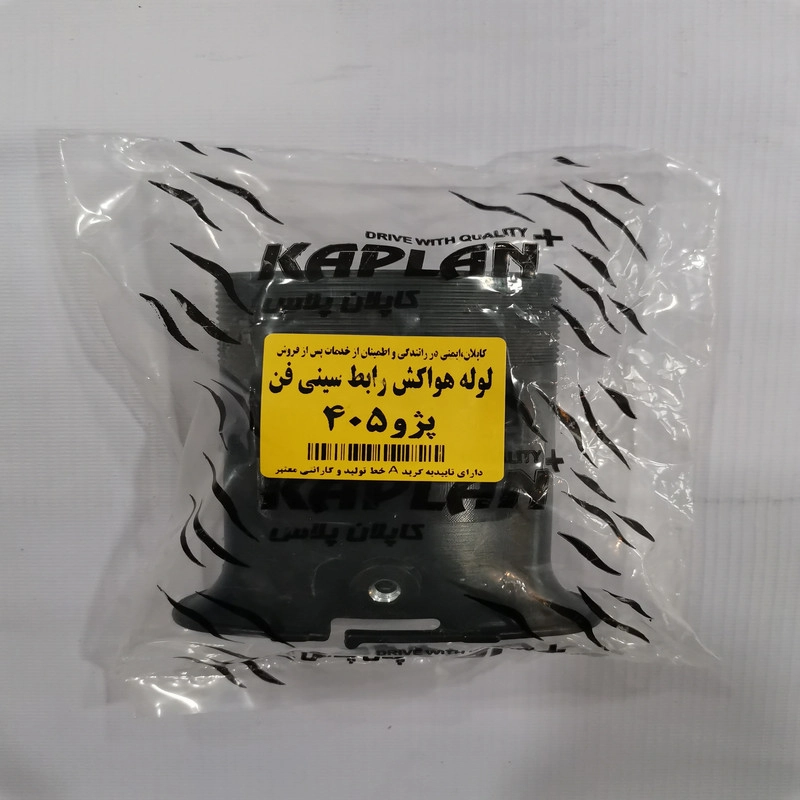 DRIVE WITH QUALITY
KAPLAN+
کاپلان پلاس
کاپلان،ایمنی در رانندگی و اطمینان از خدمات پس از فروش
لوله هواکش رابط سینی فن
پژو ۴۰۵
دارای تاییدیه گرید A خط تولید و گارانتی معتبر
QUALITY
KAPLAN+
کاپلان پلاس
DRIVE WITH